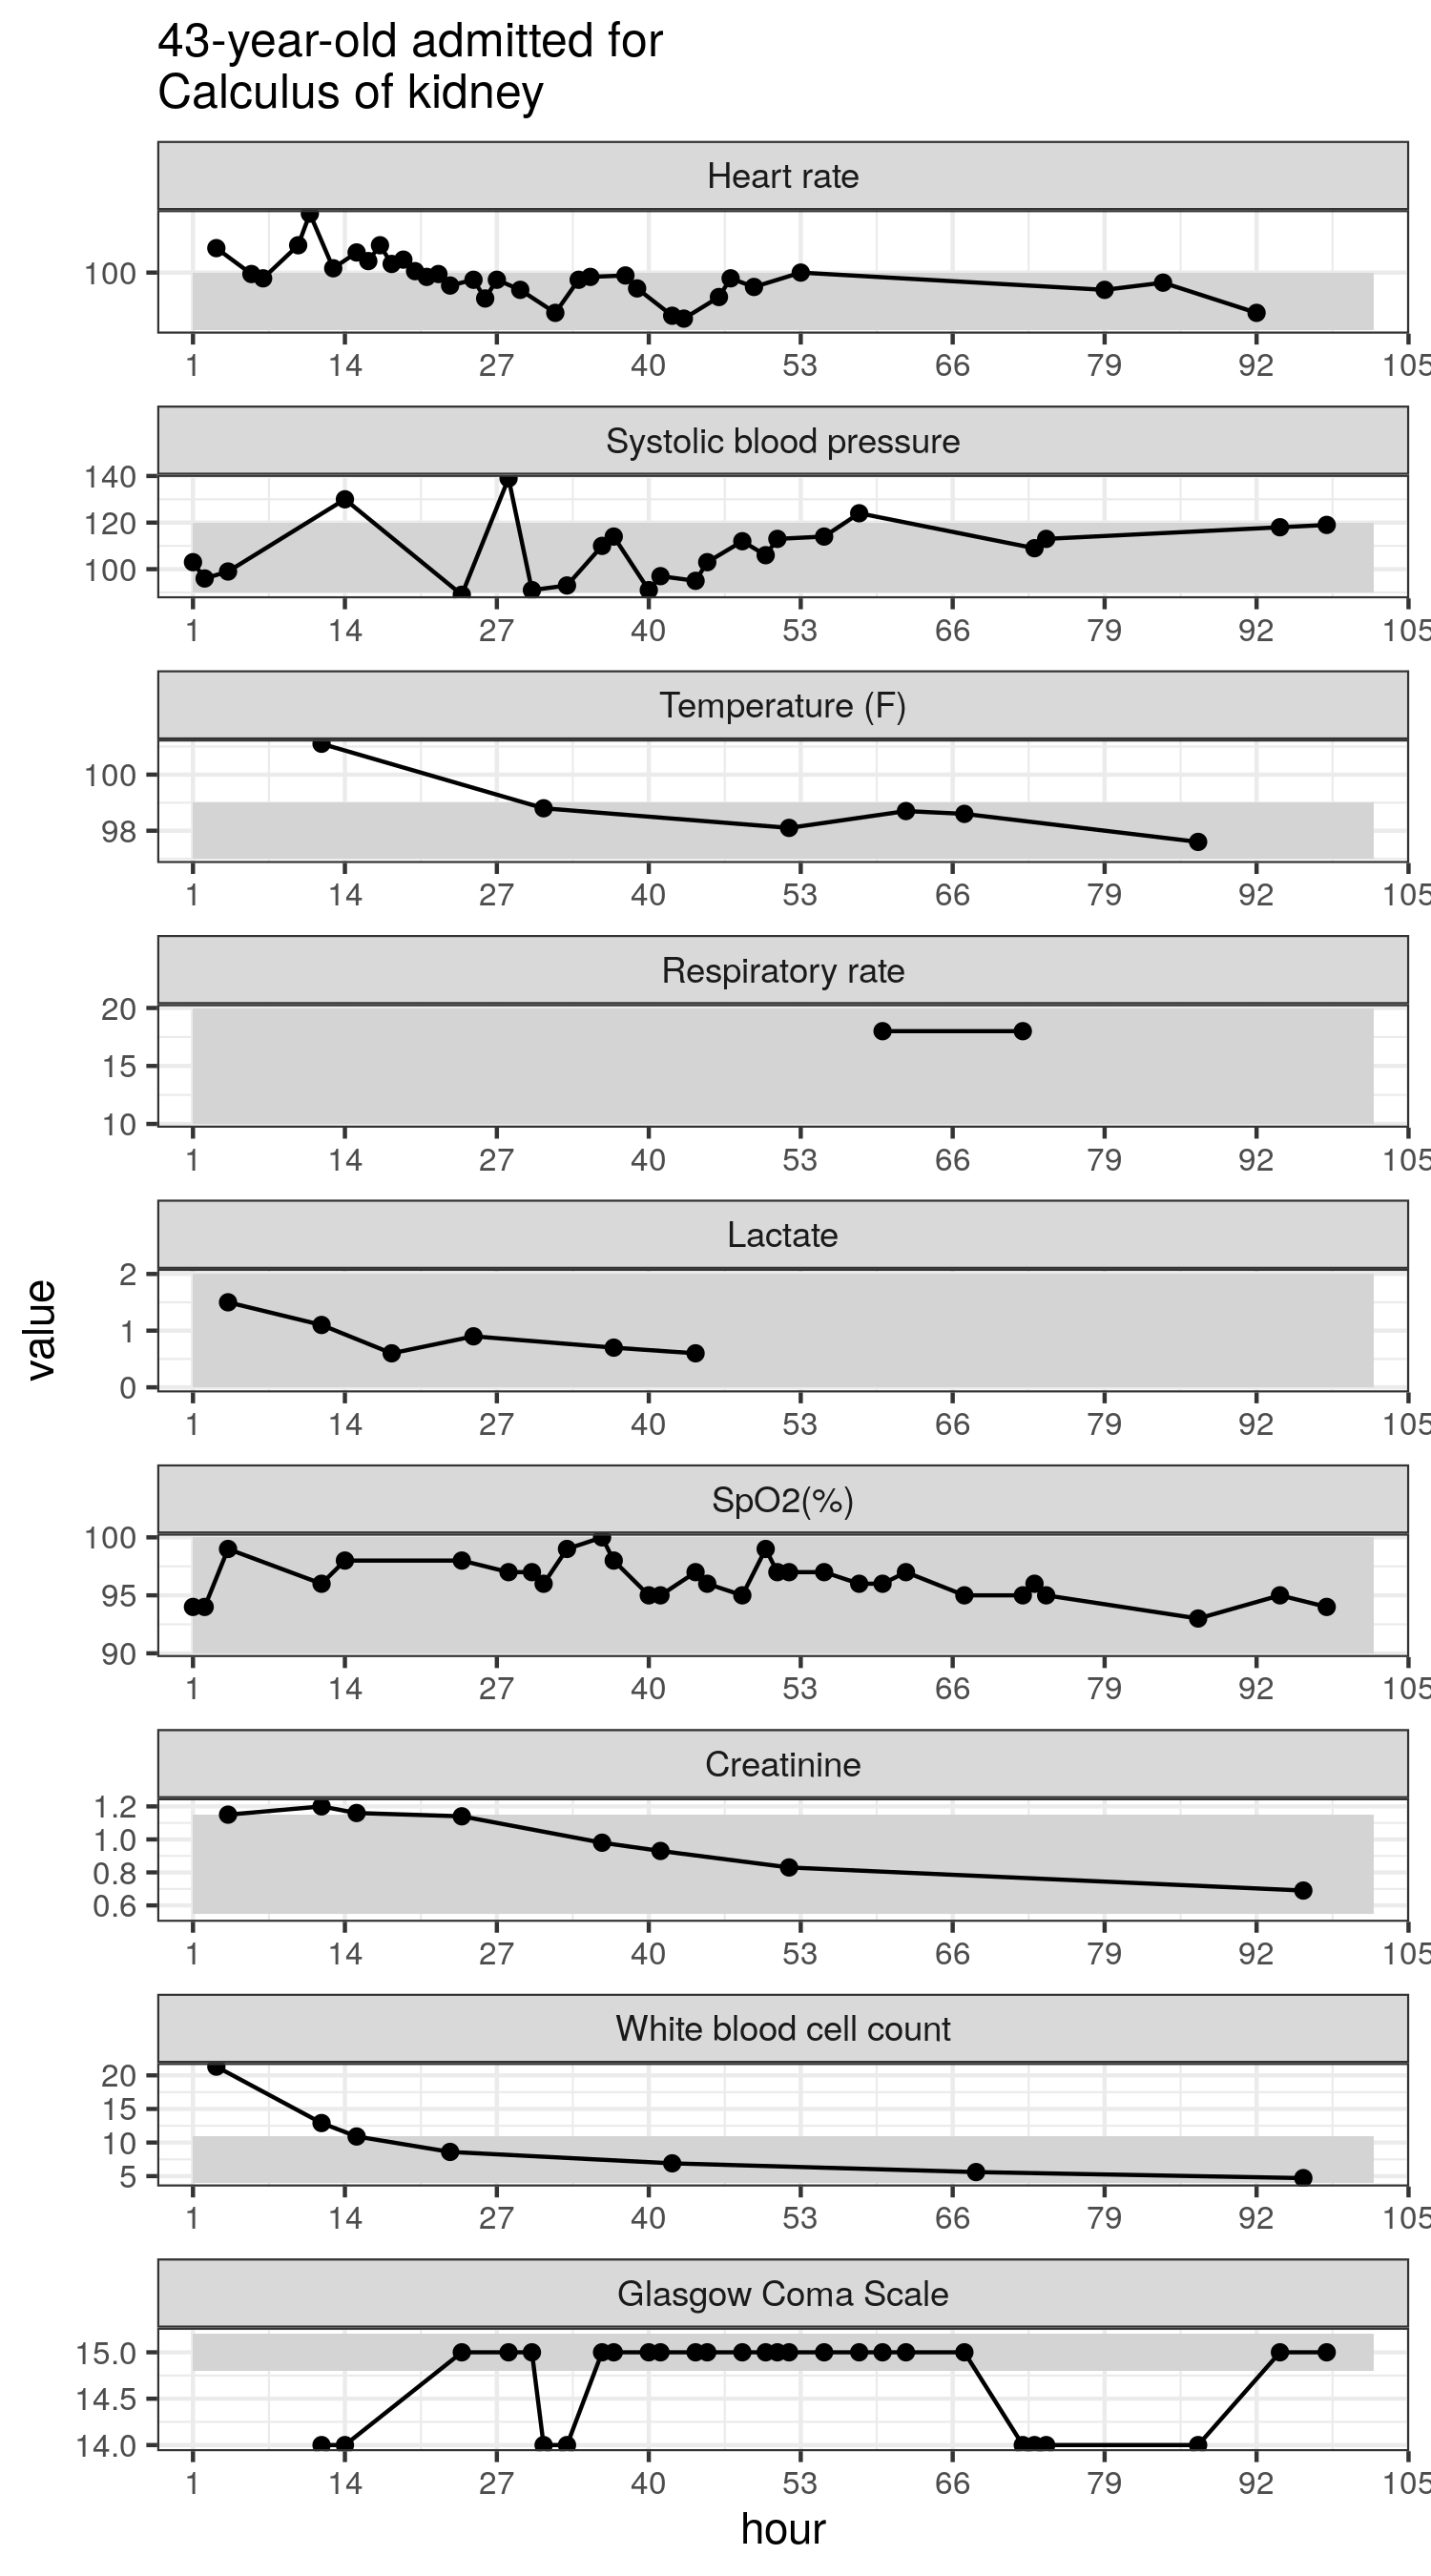 43-year-old admitted for
Calculus of kidney
Heart rate
100
1 14 27 40 53 66 79 92 105
Systolic blood pressure
140
120
100
1 14 27 40 53 66 79 92 105
Temperature (F)
100
98
1 14 27 40 53 66 79 92 105
Respiratory rate
20
15
10
1 14 27 40 53 66 79 92 105
Lactate
2
1
0
1 14 27 40 53 66 79 92 105
value
SpO2(%)
100
95
90
1 14 27 40 53 66 79 92 105
Creatinine
1.2
1.0
0.8
0.6
1 14 27 40 53 66 79 92 105
White blood cell count
20
15
10
5
1 14 27 40 53 66 79 92 105
Glasgow Coma Scale
15.0
14.5
14.0
1 14 27 40 53 66 79 92 105
hour